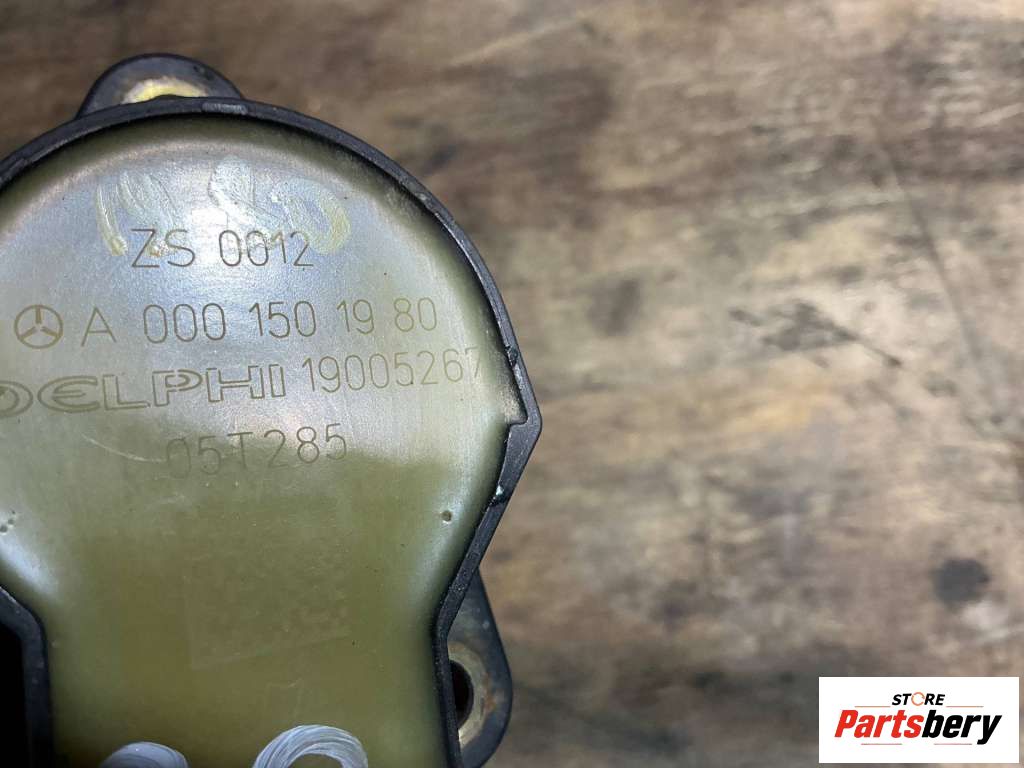 ZS 0012
A 000 150 19 80
DELPHI 19005267
05T285
STORE
Partsbery